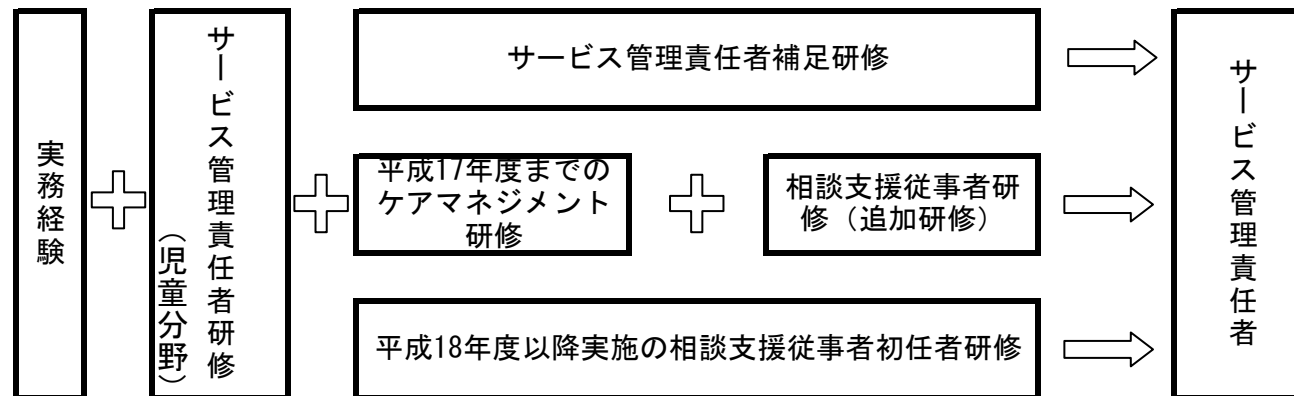 実務経験
サービス管理責任者研修
（児童分野）
サービス管理責任者補足研修
平成17年度までの
ケアマネジメント
研修
相談支援従事者研
修（追加研修）
平成18年度以降実施の相談支援従事者初任者研修
サービス管理責任者